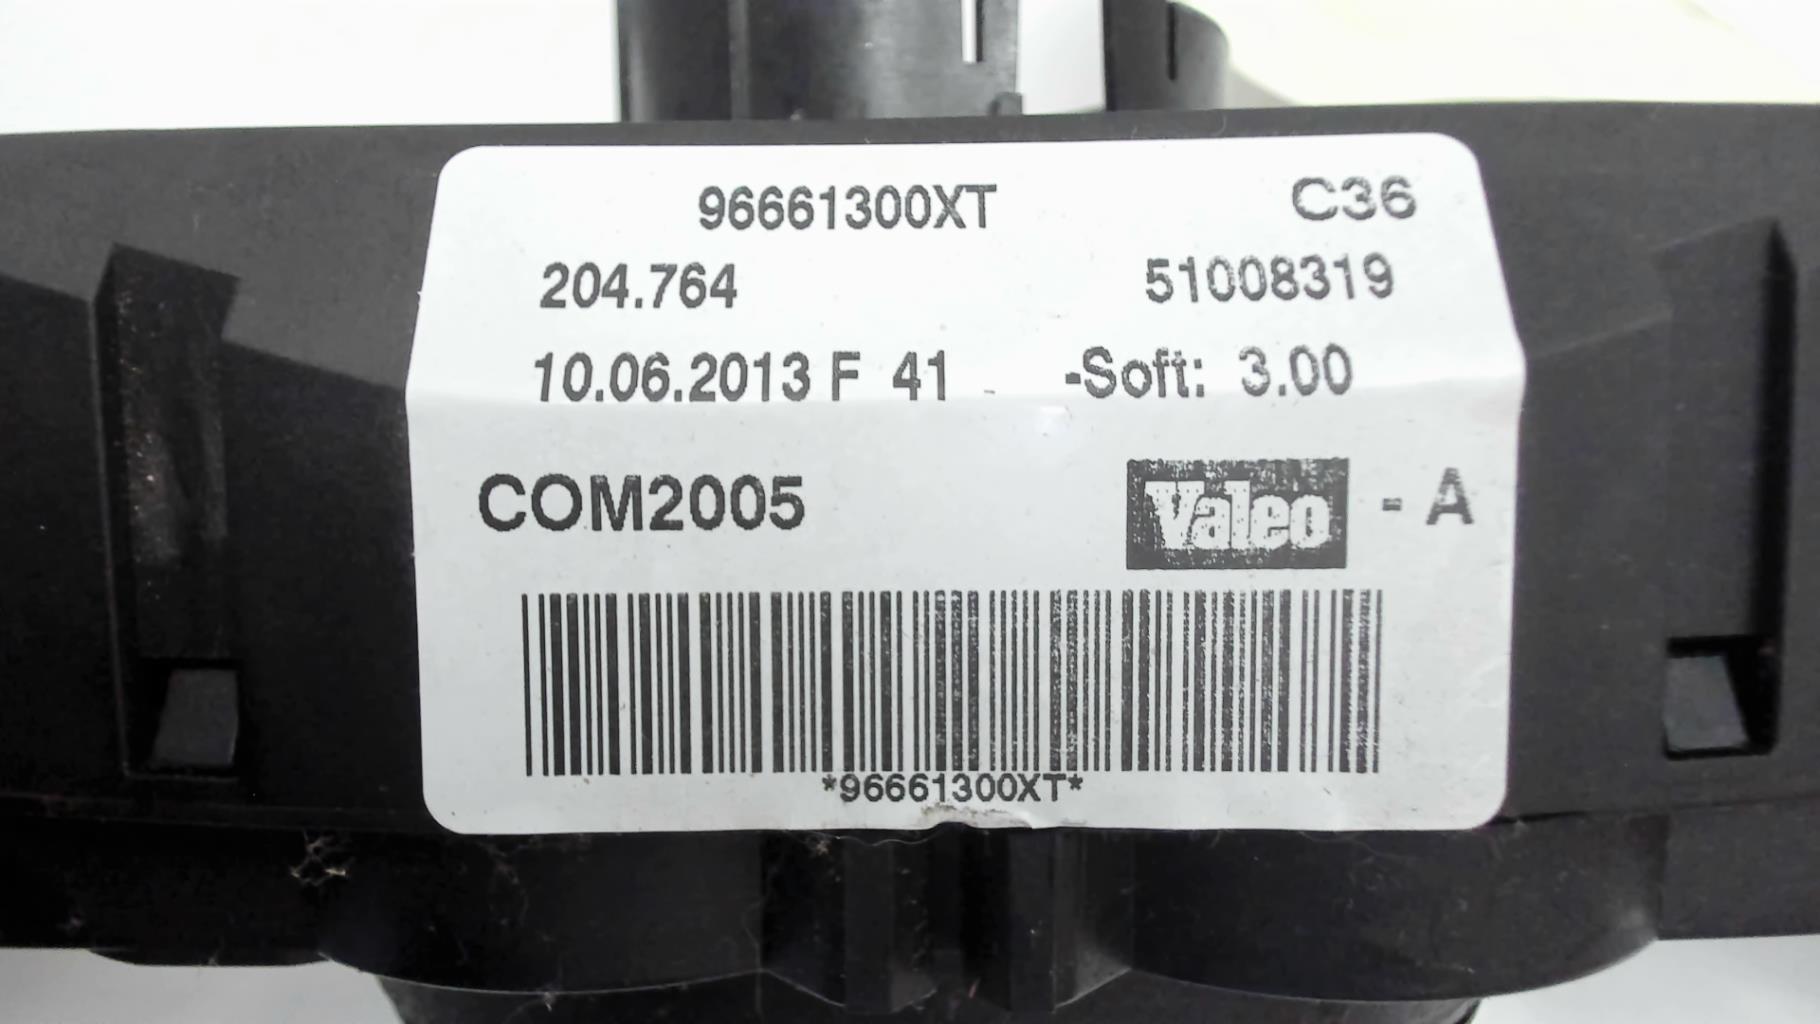 96661300XT C36
204.764 51008319
10.06.2013 F 41 -Soft: 3.00
COM2005 Valeo - A
*96661300XT*